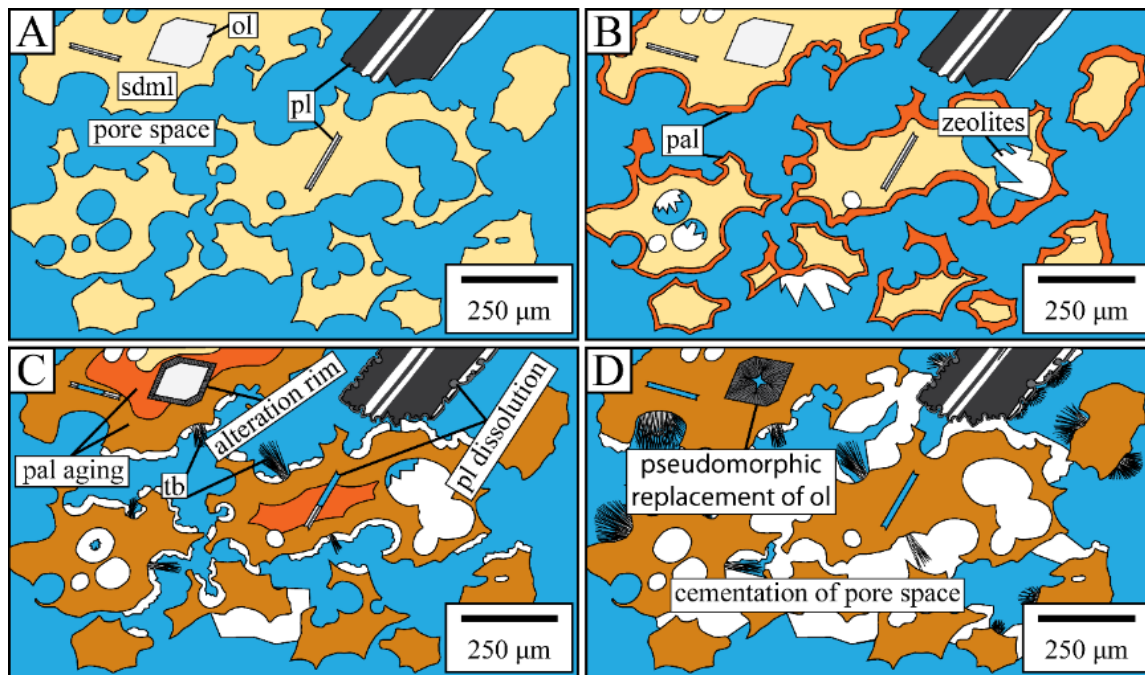 A
ol
sdml
pl
pore space
250 μm
B
zeolites
pal
250 μm
C
alteration rim
pl dissolution
pal aging
tb
250 μm
D
pseudomorphic
replacement of ol
cementation of pore space
250 μm